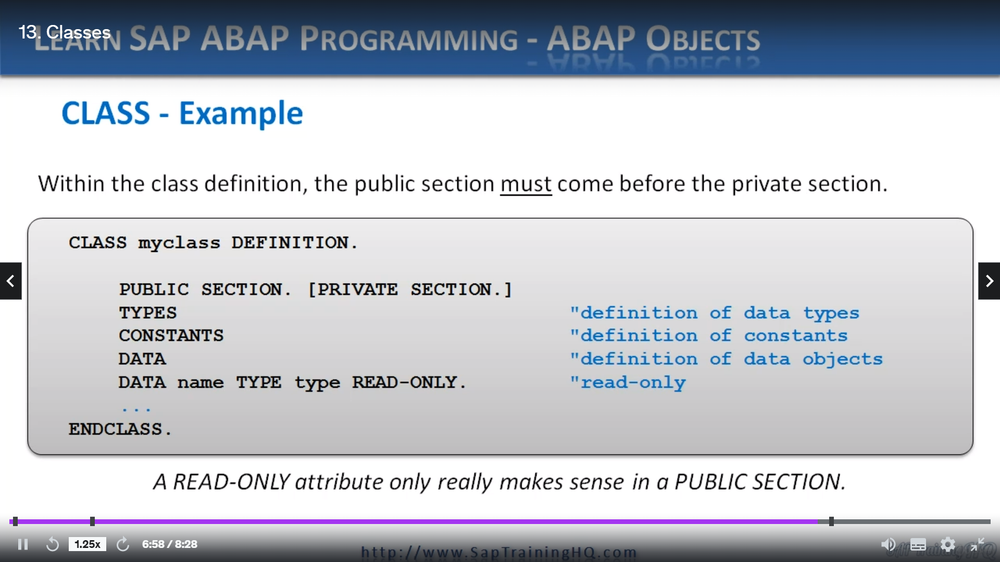 13. Classes
LEARN SAP ABAP PROGRAMMING - ABAP OBJECTS
CLASS - Example
Within the class definition, the public section must come before the private section.
CLASS myclass DEFINITION.
PUBLIC SECTION. [PRIVATE SECTION.]
TYPES "definition of data types
CONSTANTS "definition of constants
DATA "definition of data objects
DATA name TYPE type READ-ONLY. "read-only
...
ENDCLASS.
A READ-ONLY attribute only really makes sense in a PUBLIC SECTION.
1.25x 6:58 / 8:28
http://www.SapTrainingHQ.com